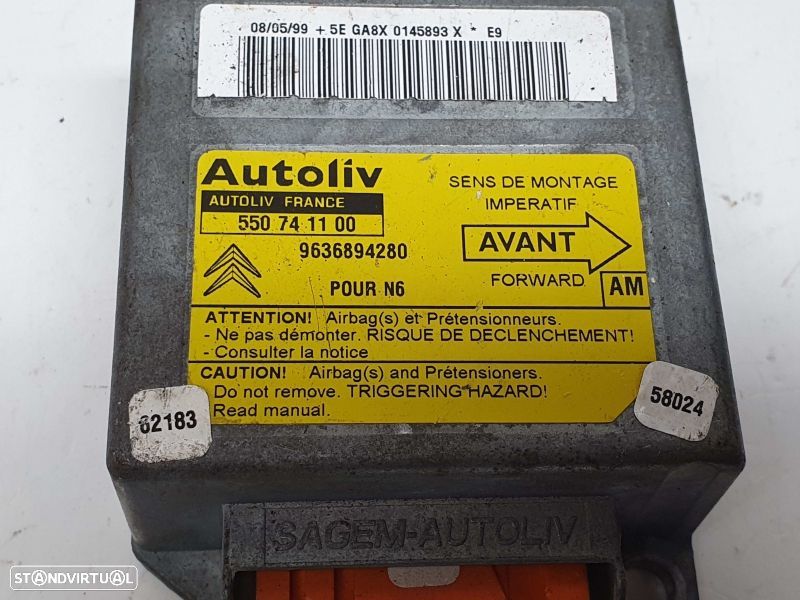 08/05/99 + 5E GA8X 0145893 X * E9
Autoliv
AUTOLIV FRANCE
550 74 11 00
9636894280
POUR N6
SENS DE MONTAGE
IMPERATIF
AVANT
FORWARD
AM
ATTENTION! Airbag(s) et Prétensionneurs.
- Ne pas démonter. RISQUE DE DECLENCHEMENT!
- Consulter la notice
CAUTION! Airbag(s) and Prétensioners.
Do not remove. TRIGGERING HAZARD!
Read manual.
62183
58024
SAGEM-AUTOLIV
STANDVIRTUAL